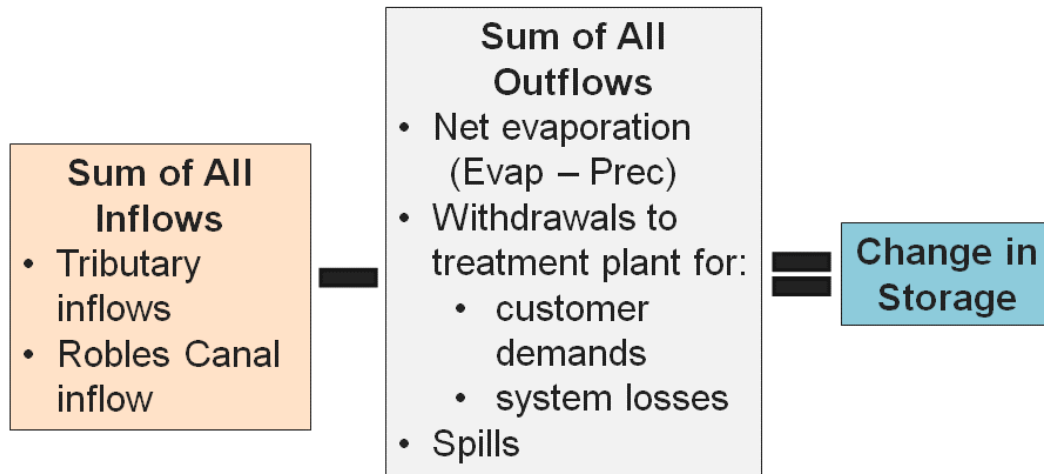 Sum of All
Inflows
• Tributary
inflows
• Robles Canal
inflow
Sum of All
Outflows
• Net evaporation
(Evap – Prec)
• Withdrawals to
treatment plant for:
• customer
demands
• system losses
• Spills
Change in
Storage